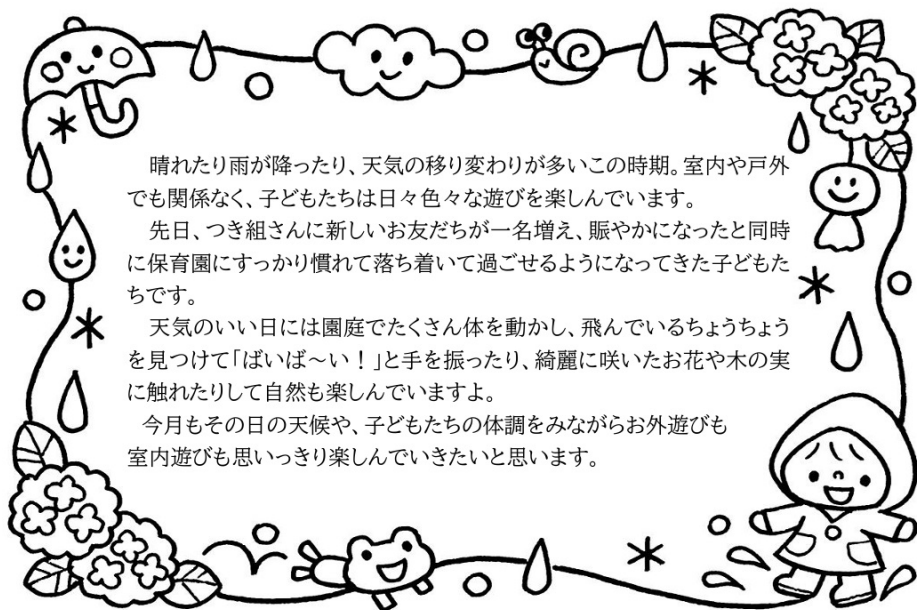 晴れたり雨が降ったり、天気の移り変わりが多いこの時期。室内や戸外
でも関係なく、子どもたちは日々色々な遊びを楽しんでいます。
　先日、つき組さんに新しいお友だちが一名増え、賑やかになったと同時
に保育園にすっかり慣れて落ち着いて過ごせるようになってきた子どもた
ちです。
　天気のいい日には園庭でたくさん体を動かし、飛んでいるちょうちょう
を見つけて「ばいば～い！」と手を振ったり、綺麗に咲いたお花や木の実
に触れたりして自然も楽しんでいますよ。
　今月もその日の天候や、子どもたちの体調をみながらお外遊びも
室内遊びも思いっきり楽しんでいきたいと思います。